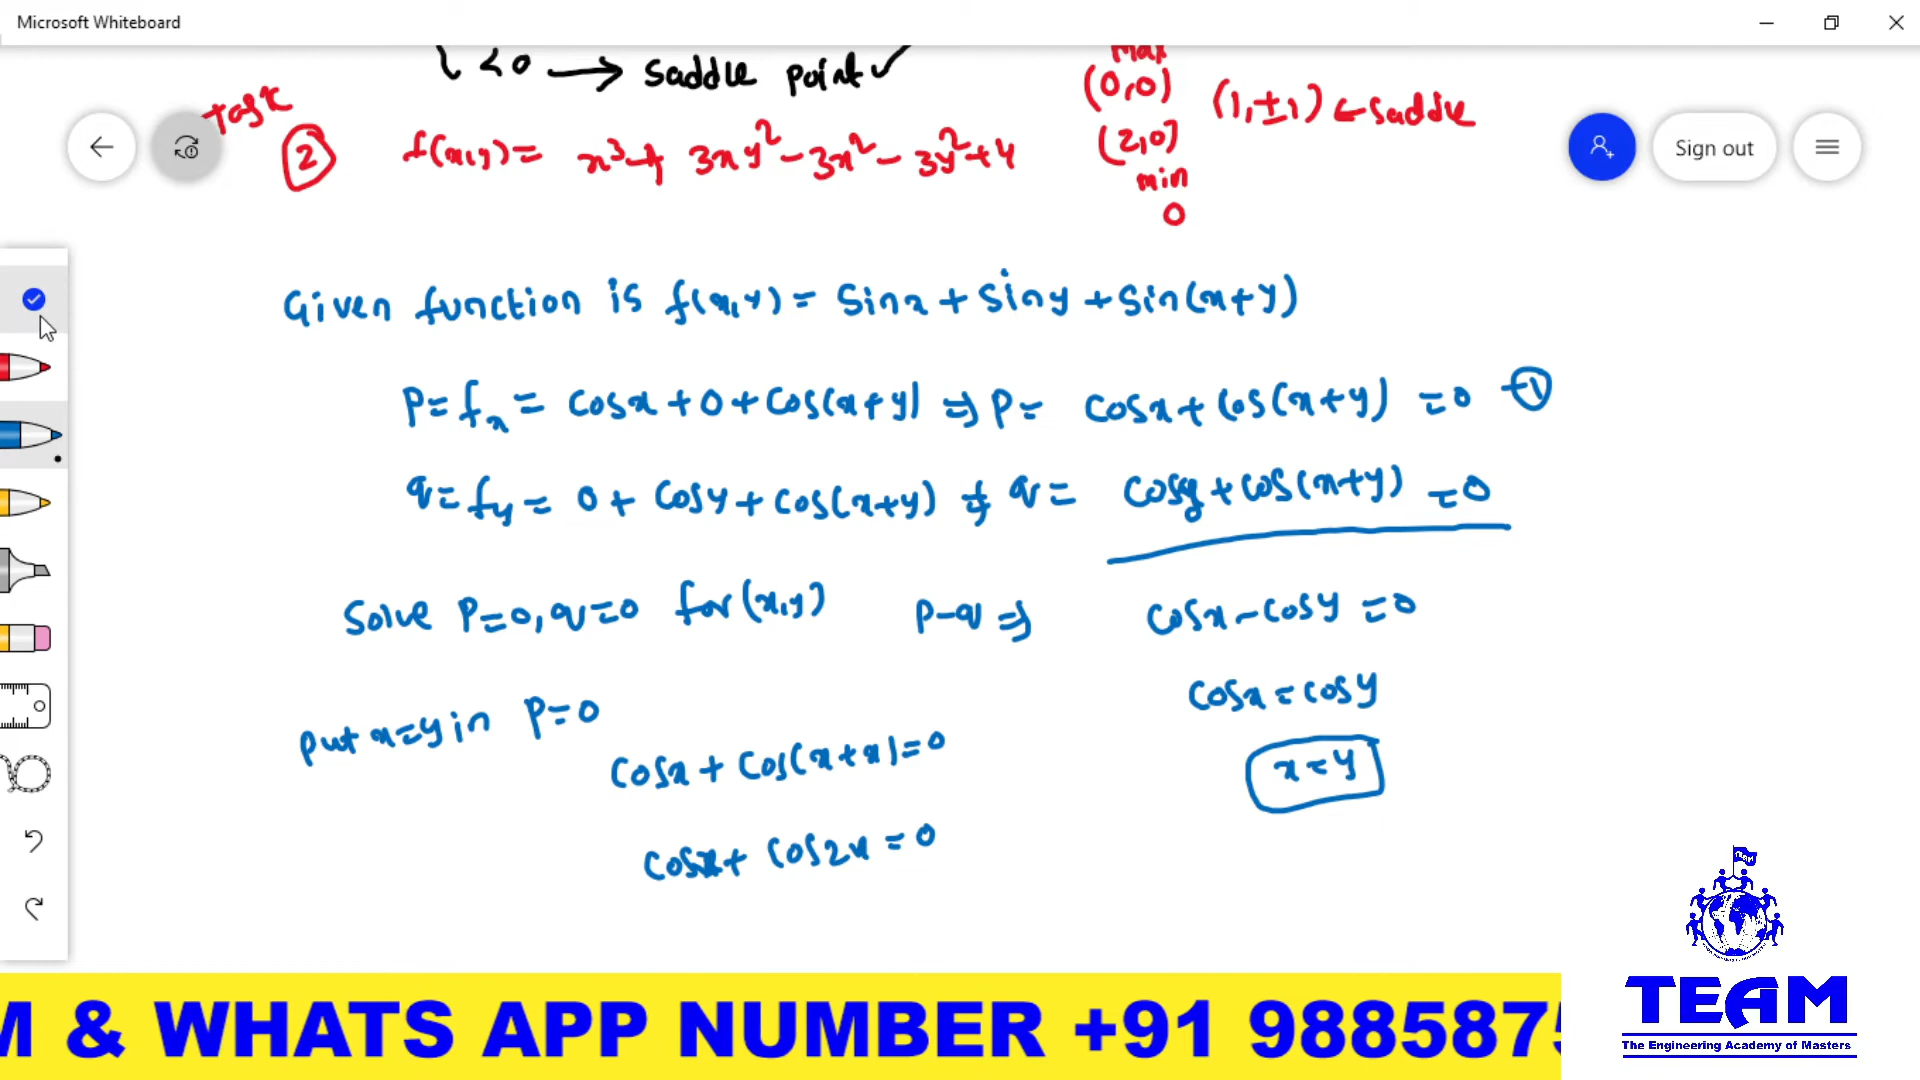 Microsoft Whiteboard
<0 → saddle point ✓
Max
(0,0)
(1,±1) ← saddle
Task
② f(x,y) = x³ + 3xy² - 3x² - 3y² + 4
(2,0)
min
0
Sign out
Given function is f(x,y) = Sinx + Siny + Sin(x+y)
P = fₓ = cosx + 0 + cos(x+y) ⇒ P = cosx + cos(x+y) = 0 → ①
q = fᵧ = 0 + cosy + cos(x+y) ⇒ q = cosy + cos(x+y) = 0
Solve P=0, q=0 for (x,y) P-q ⇒ cosx - cosy = 0
cosx = cosy
put x=y in P=0
x = y
cosx + cos(x+x) = 0
cosx + cos2x = 0
M & WHATS APP NUMBER +91 9885875
TEAM
The Engineering Academy of Masters